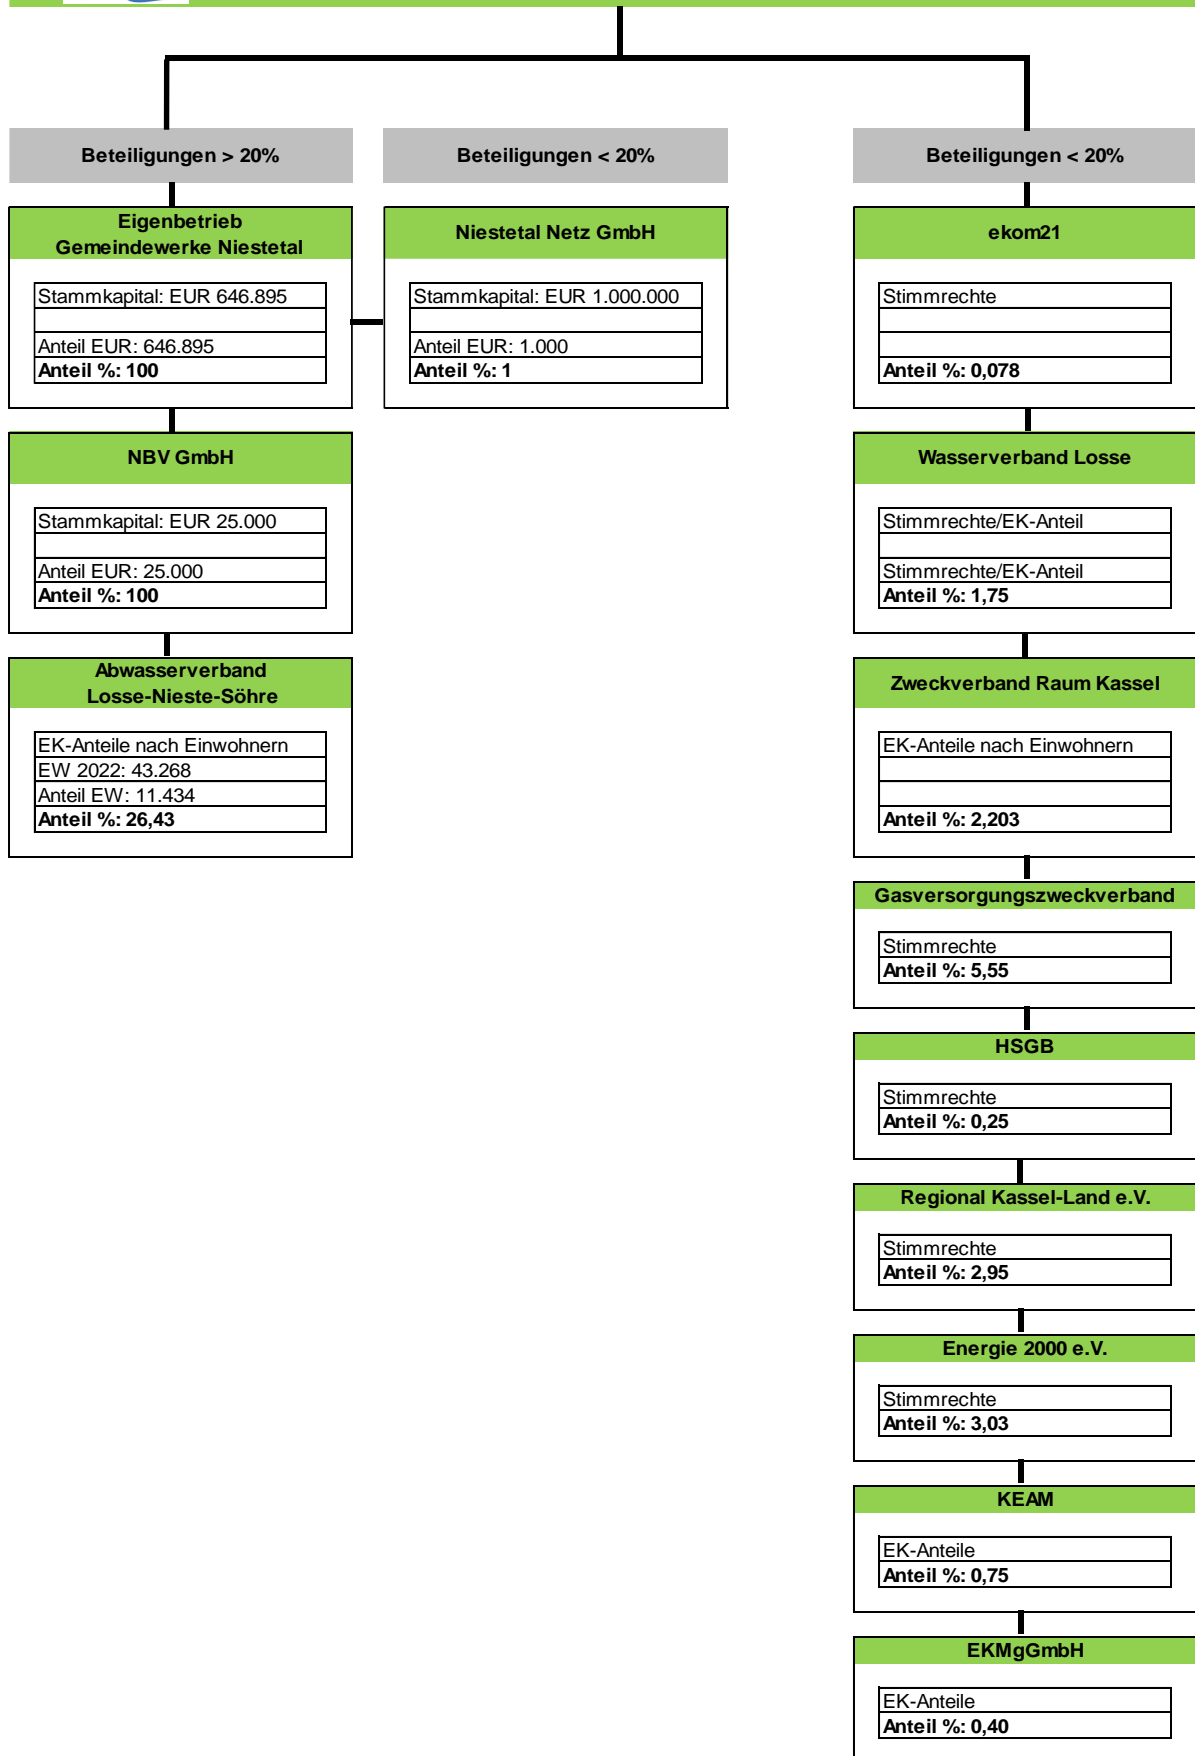 Beteiligungen > 20%
Eigenbetrieb
Gemeindewerke Niestetal
Stammkapital: EUR 646.895
Anteil EUR: 646.895
Anteil %: 100
NBV GmbH
Stammkapital: EUR 25.000
Anteil EUR: 25.000
Anteil %: 100
Abwasserverband
Losse-Nieste-Söhre
EK-Anteile nach Einwohnern
EW 2022: 43.268
Anteil EW: 11.434
Anteil %: 26,43
Beteiligungen < 20%
Niestetal Netz GmbH
Stammkapital: EUR 1.000.000
Anteil EUR: 1.000
Anteil %: 1
Beteiligungen < 20%
ekom21
Stimmrechte
Anteil %: 0,078
Wasserverband Losse
Stimmrechte/EK-Anteil
Stimmrechte/EK-Anteil
Anteil %: 1,75
Zweckverband Raum Kassel
EK-Anteile nach Einwohnern
Anteil %: 2,203
Gasversorgungszweckverband
Stimmrechte
Anteil %: 5,55
HSGB
Stimmrechte
Anteil %: 0,25
Regional Kassel-Land e.V.
Stimmrechte
Anteil %: 2,95
Energie 2000 e.V.
Stimmrechte
Anteil %: 3,03
KEAM
EK-Anteile
Anteil %: 0,75
EKMgGmbH
EK-Anteile
Anteil %: 0,40